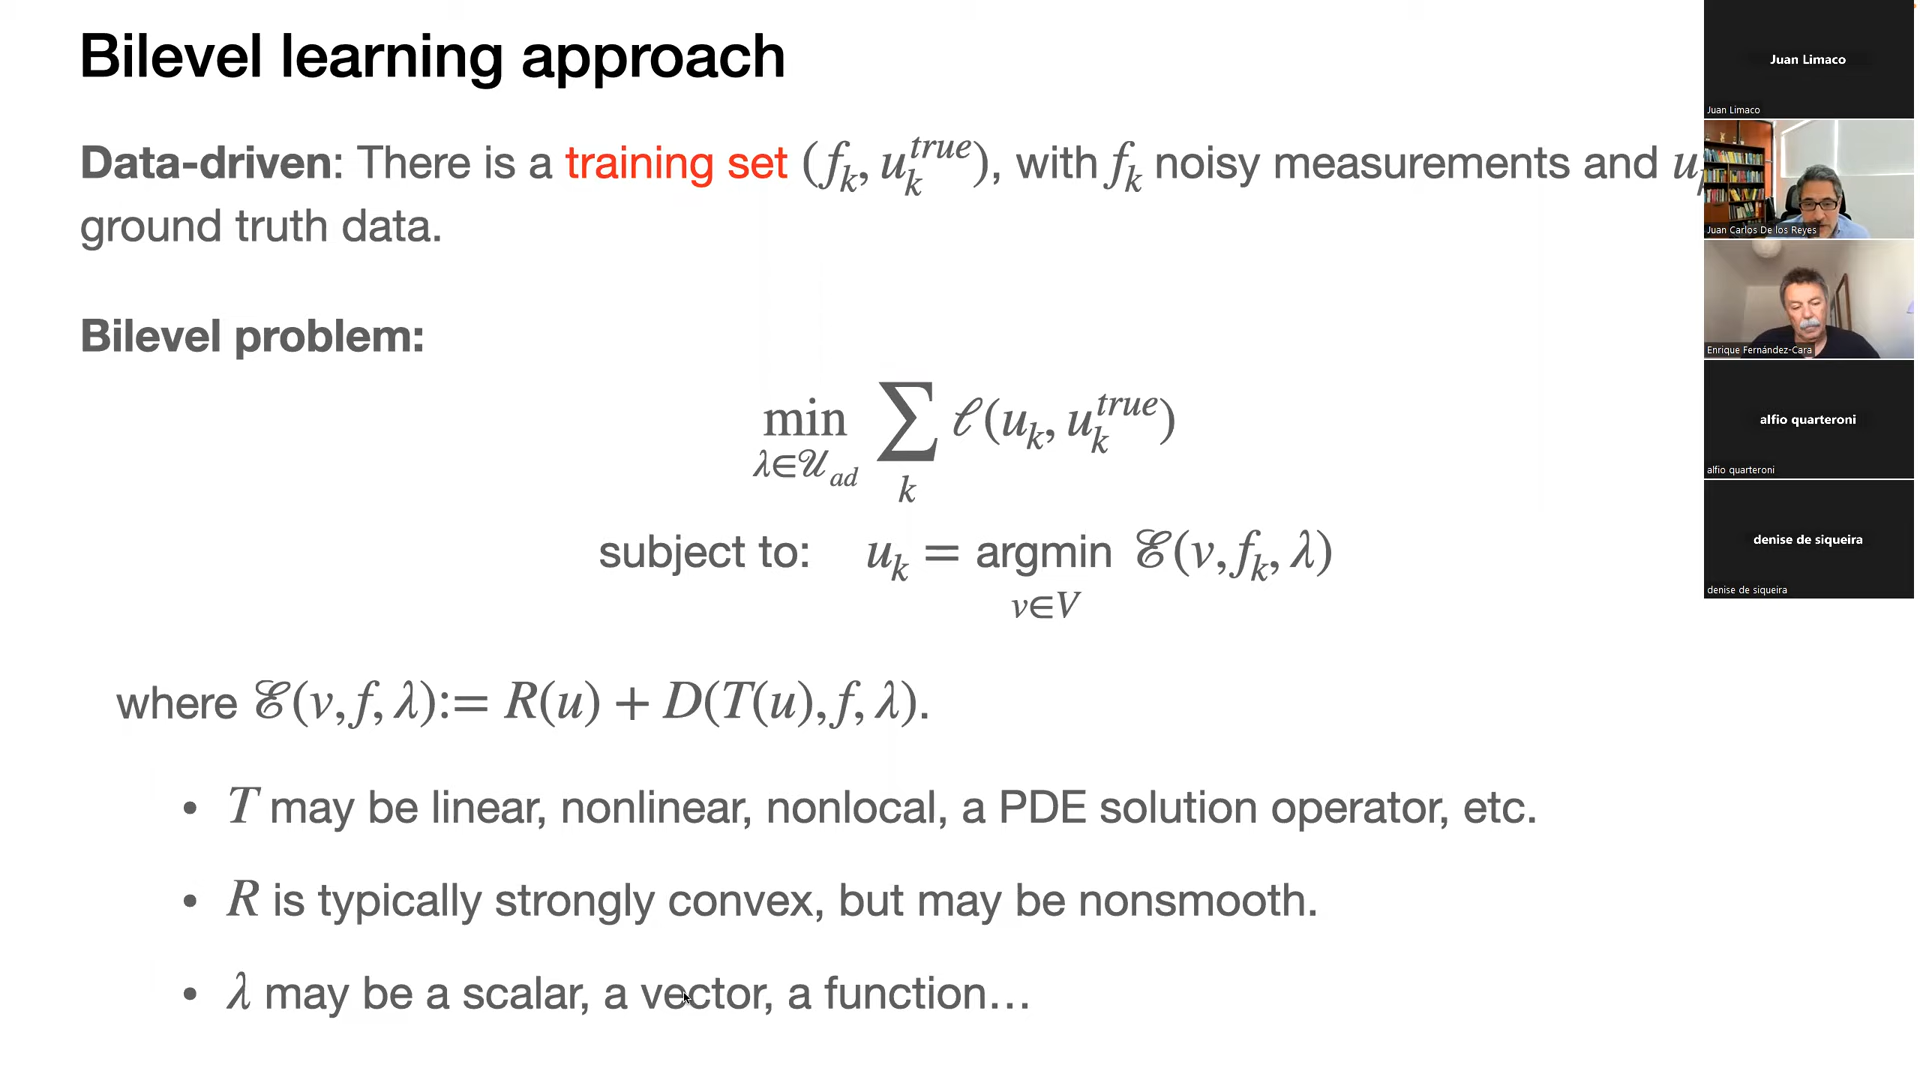 Bilevel learning approach
Data-driven: There is a training set (f_k, u_k^{true}), with f_k noisy measurements and u
ground truth data.
Bilevel problem:
min_{λ∈𝒰_{ad}} ∑_k ℓ(u_k, u_k^{true})
subject to: u_k = argmin_{v∈V} ℰ(v, f_k, λ)
where ℰ(v, f, λ):= R(u) + D(T(u), f, λ).
• T may be linear, nonlinear, nonlocal, a PDE solution operator, etc.
• R is typically strongly convex, but may be nonsmooth.
• λ may be a scalar, a vector, a function…
Juan Limaco
Juan Limaco
Juan Carlos De los Reyes
Enrique Fernández-Cara
alfio quarteroni
alfio quarteroni
denise de siqueira
denise de siqueira